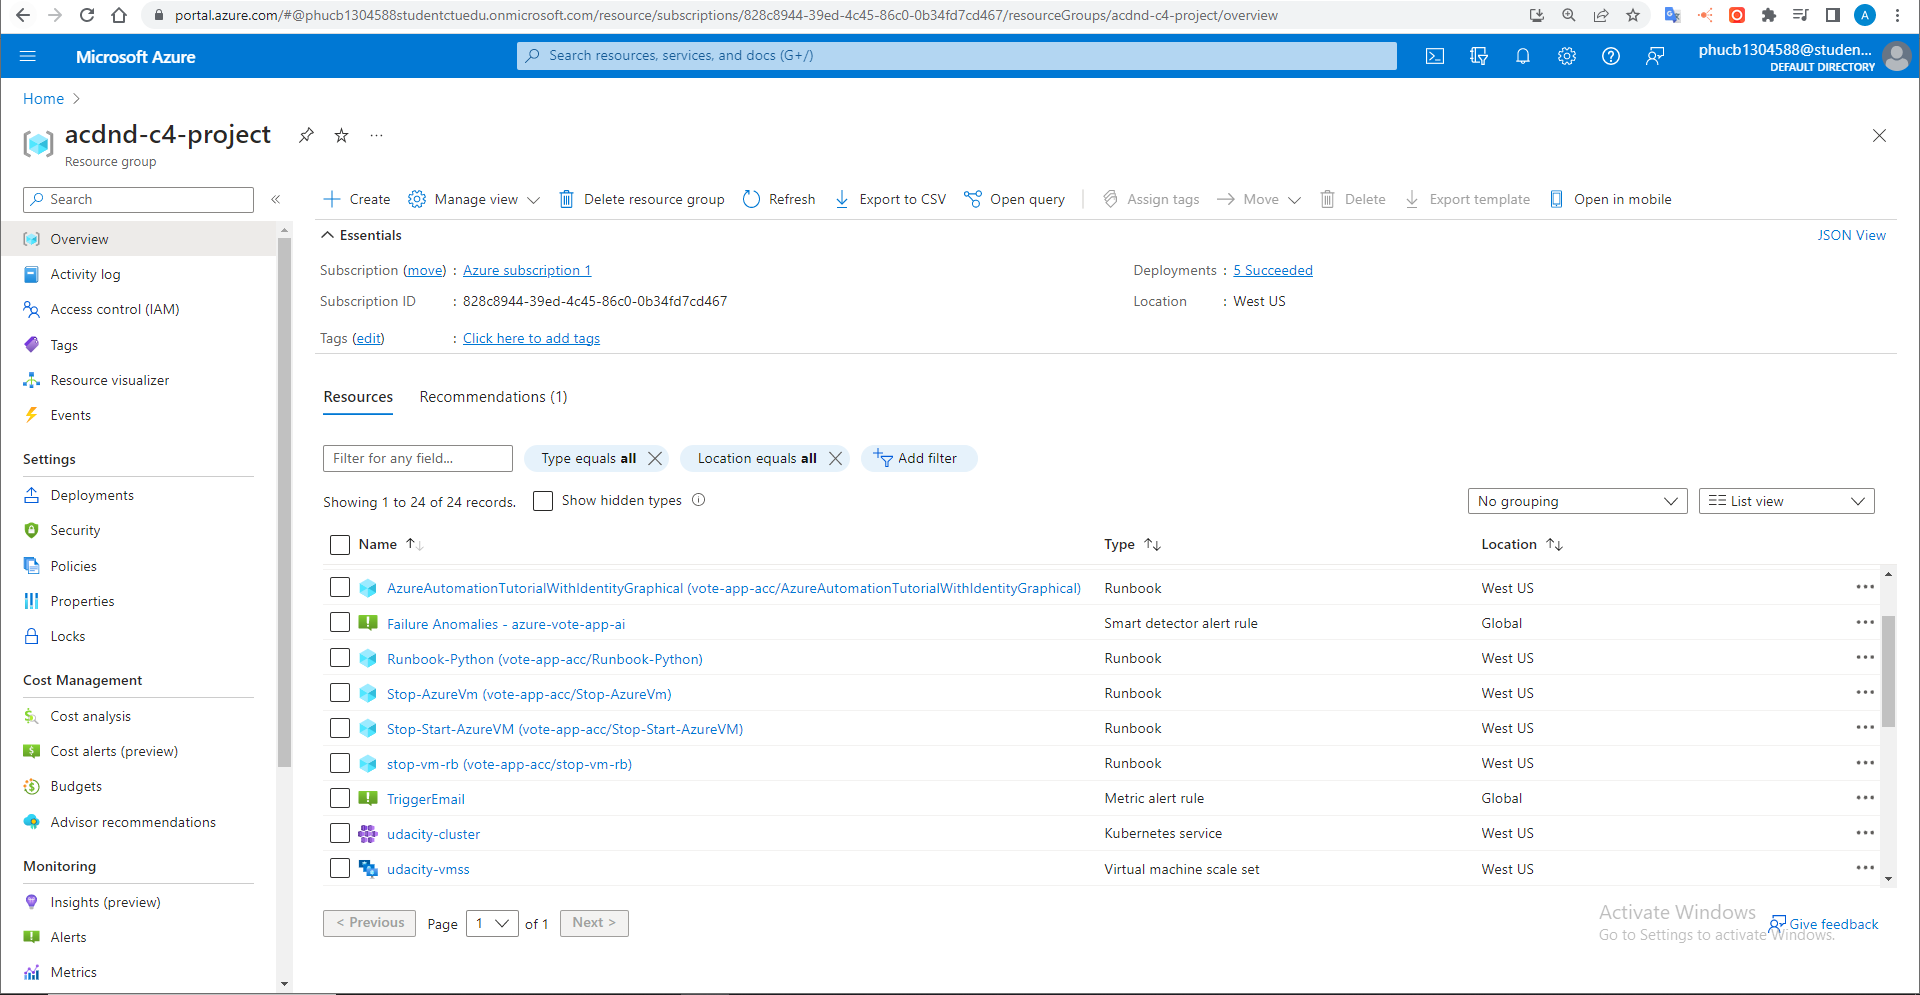 portal.azure.com/#@phucb1304588studentctuedu.onmicrosoft.com/resource/subscriptions/828c8944-39ed-4c45-86c0-0b34fd7cd467/resourceGroups/acdnd-c4-project/overview
A
Microsoft Azure
Search resources, services, and docs (G+/)
phucb1304588@studen...
DEFAULT DIRECTORY
Home
acdnd-c4-project
Resource group
Search
Create Manage view Delete resource group Refresh Export to CSV Open query Assign tags Move Delete Export template Open in mobile
Overview
Activity log
Access control (IAM)
Tags
Resource visualizer
Events
Settings
Deployments
Security
Policies
Properties
Locks
Cost Management
Cost analysis
Cost alerts (preview)
Budgets
Advisor recommendations
Monitoring
Insights (preview)
Alerts
Metrics
Essentials
JSON View
Subscription (move) : Azure subscription 1
Deployments : 5 Succeeded
Subscription ID : 828c8944-39ed-4c45-86c0-0b34fd7cd467
Location : West US
Tags (edit) : Click here to add tags
Resources Recommendations (1)
Filter for any field... Type equals all Location equals all Add filter
Showing 1 to 24 of 24 records. Show hidden types
No grouping List view
Name Type Location
AzureAutomationTutorialWithIdentityGraphical (vote-app-acc/AzureAutomationTutorialWithIdentityGraphical) Runbook West US
Failure Anomalies - azure-vote-app-ai Smart detector alert rule Global
Runbook-Python (vote-app-acc/Runbook-Python) Runbook West US
Stop-AzureVm (vote-app-acc/Stop-AzureVm) Runbook West US
Stop-Start-AzureVM (vote-app-acc/Stop-Start-AzureVM) Runbook West US
stop-vm-rb (vote-app-acc/stop-vm-rb) Runbook West US
TriggerEmail Metric alert rule Global
udacity-cluster Kubernetes service West US
udacity-vmss Virtual machine scale set West US
< Previous Page 1 of 1 Next >
Activate Windows
Go to Settings to activate Windows.
Give feedback